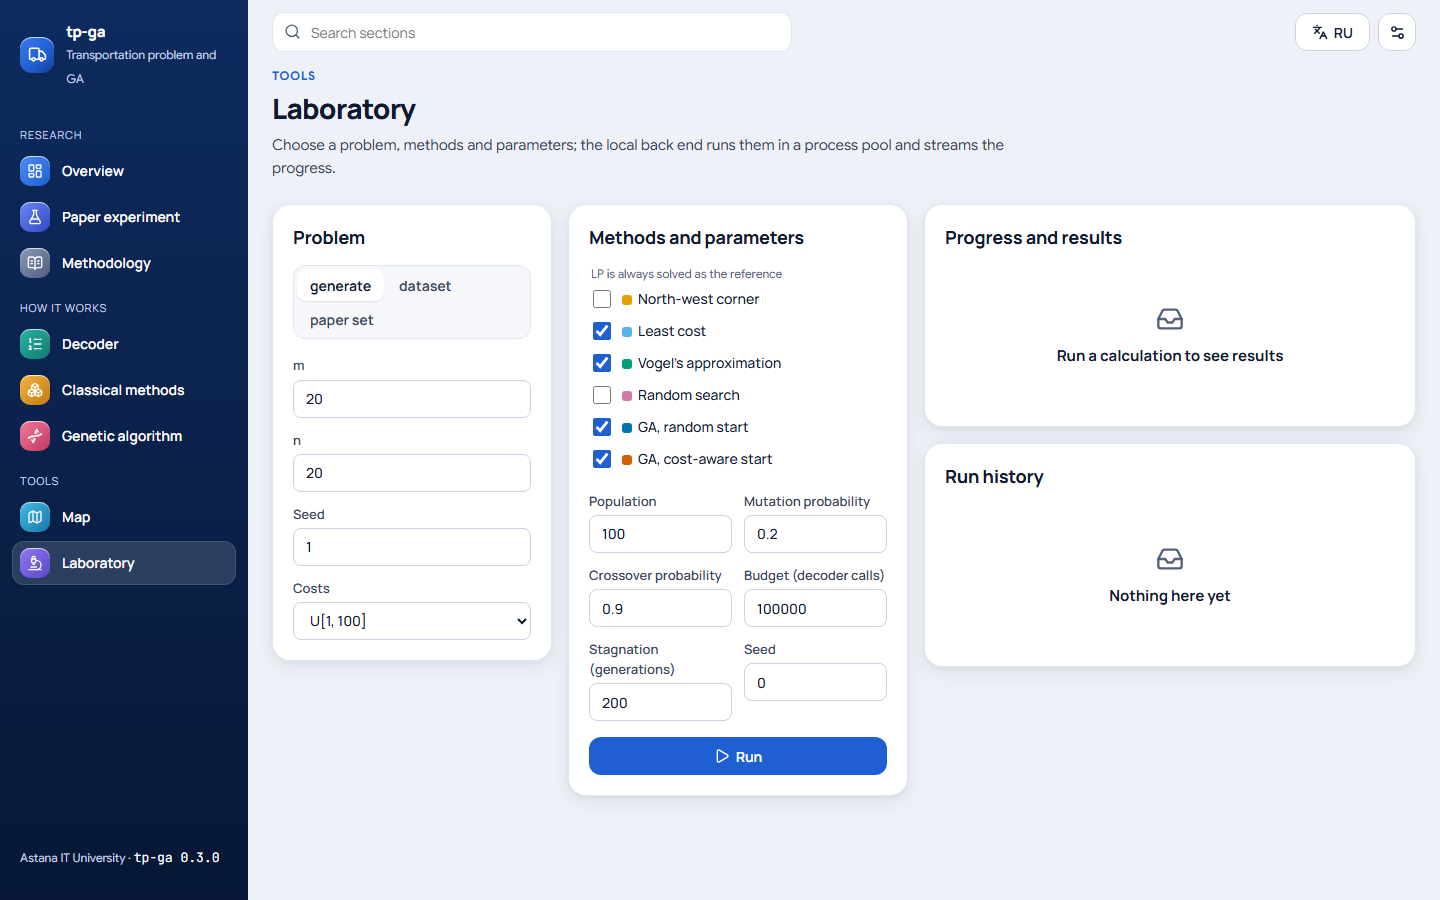 tp-ga
Transportation problem and
GA
RESEARCH
Overview
Paper experiment
Methodology
HOW IT WORKS
Decoder
Classical methods
Genetic algorithm
TOOLS
Map
Laboratory
Astana IT University · tp-ga 0.3.0
Search sections
RU
TOOLS
Laboratory
Choose a problem, methods and parameters; the local back end runs them in a process pool and streams the
progress.
Problem
generate
dataset
paper set
m
20
n
20
Seed
1
Costs
U[1, 100]
Methods and parameters
LP is always solved as the reference
North-west corner
Least cost
Vogel's approximation
Random search
GA, random start
GA, cost-aware start
Population
Mutation probability
100
0.2
Crossover probability
Budget (decoder calls)
0.9
100000
Stagnation
(generations)
Seed
200
0
Run
Progress and results
Run a calculation to see results
Run history
Nothing here yet